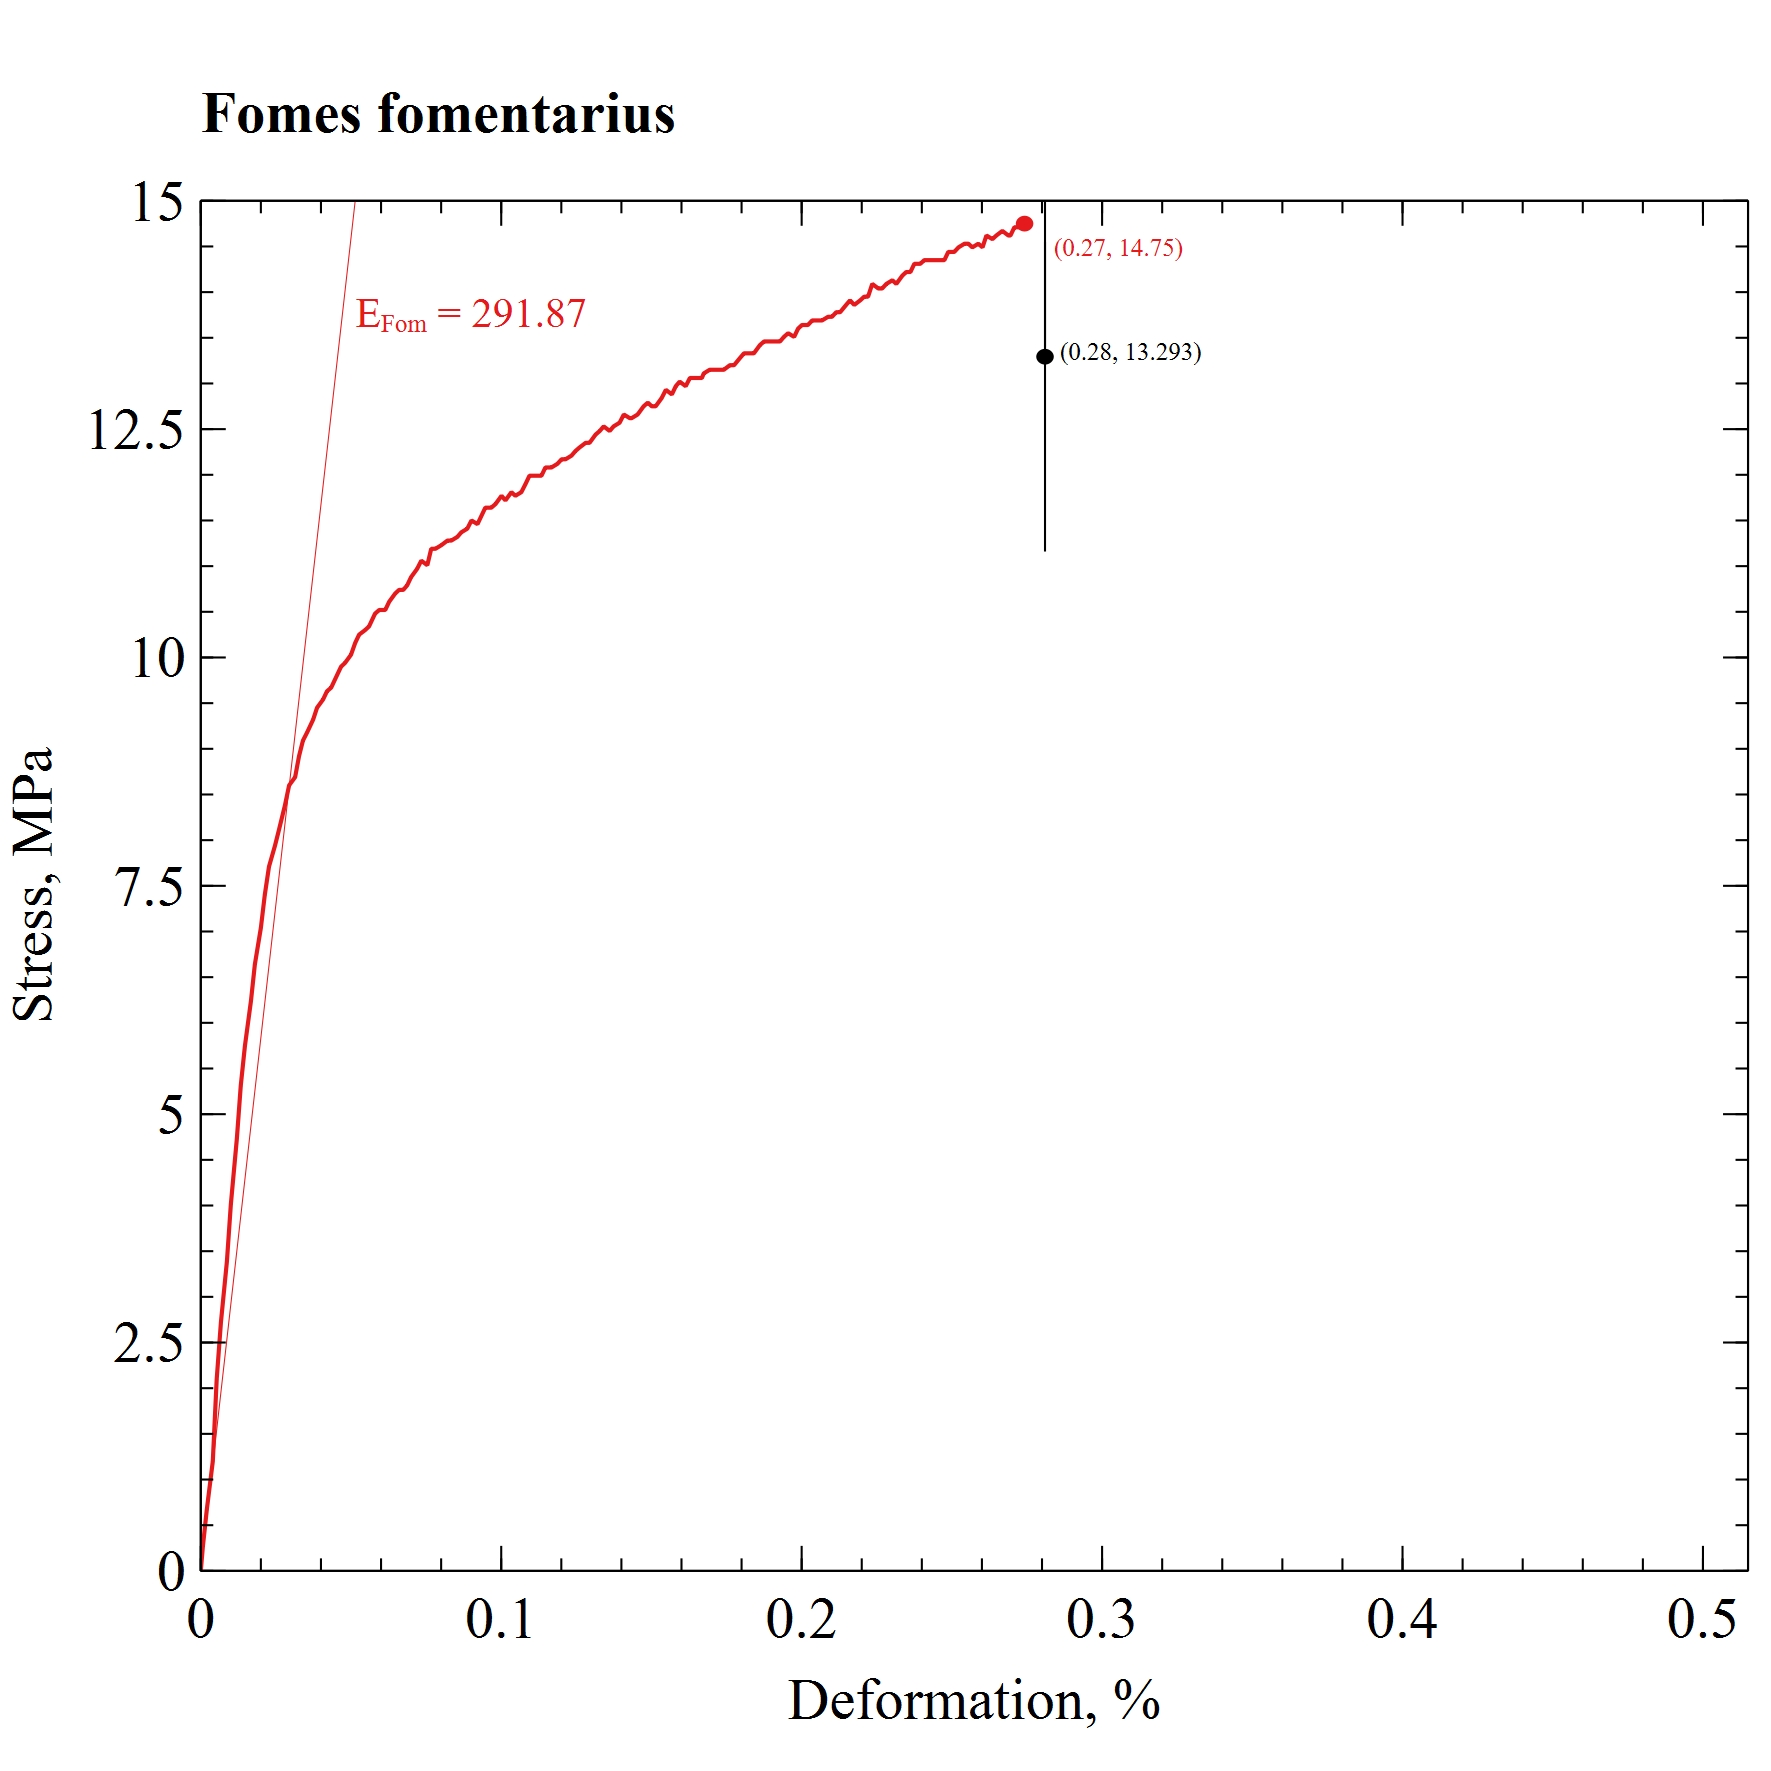 Fomes fomentarius
15
12.5
10
7.5
5
2.5
0
Stress, MPa
E_Fom = 291.87
(0.27, 14.75)
(0.28, 13.293)
0 0.1 0.2 0.3 0.4 0.5
Deformation, %